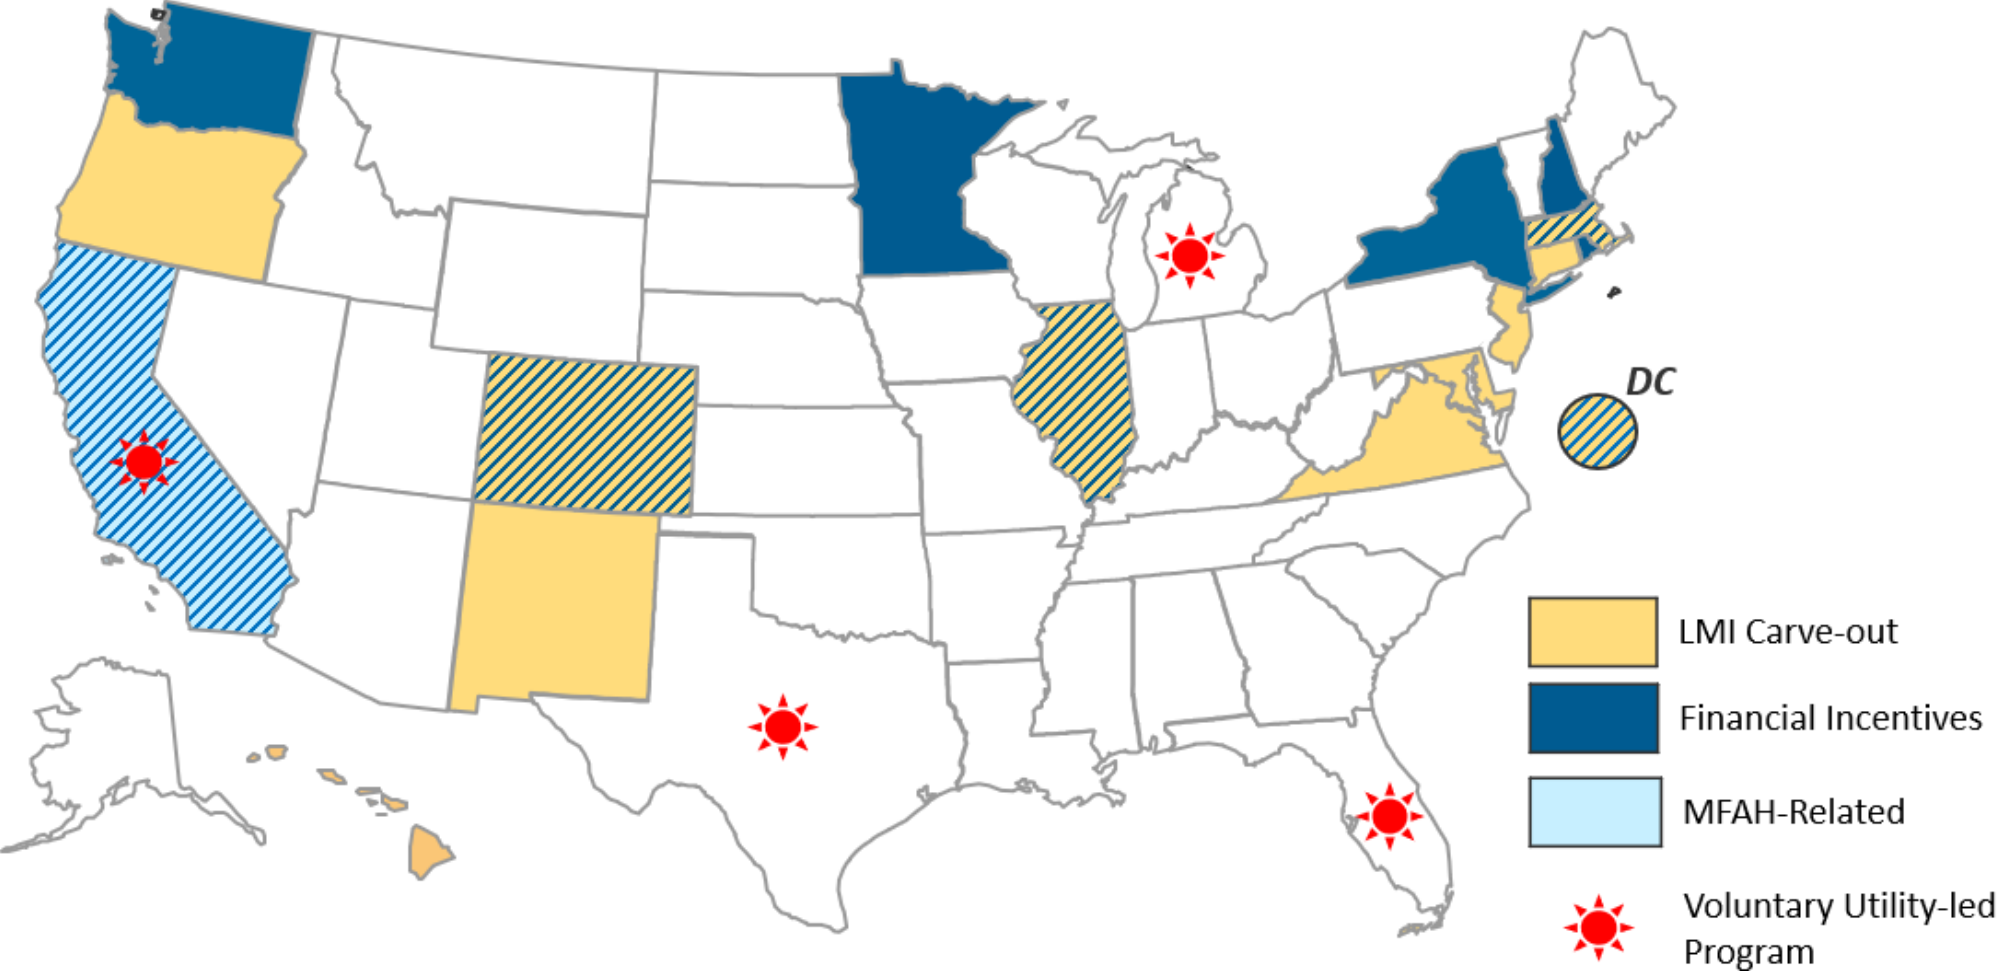 DC
LMI Carve-out
Financial Incentives
MFAH-Related
Voluntary Utility-led
Program